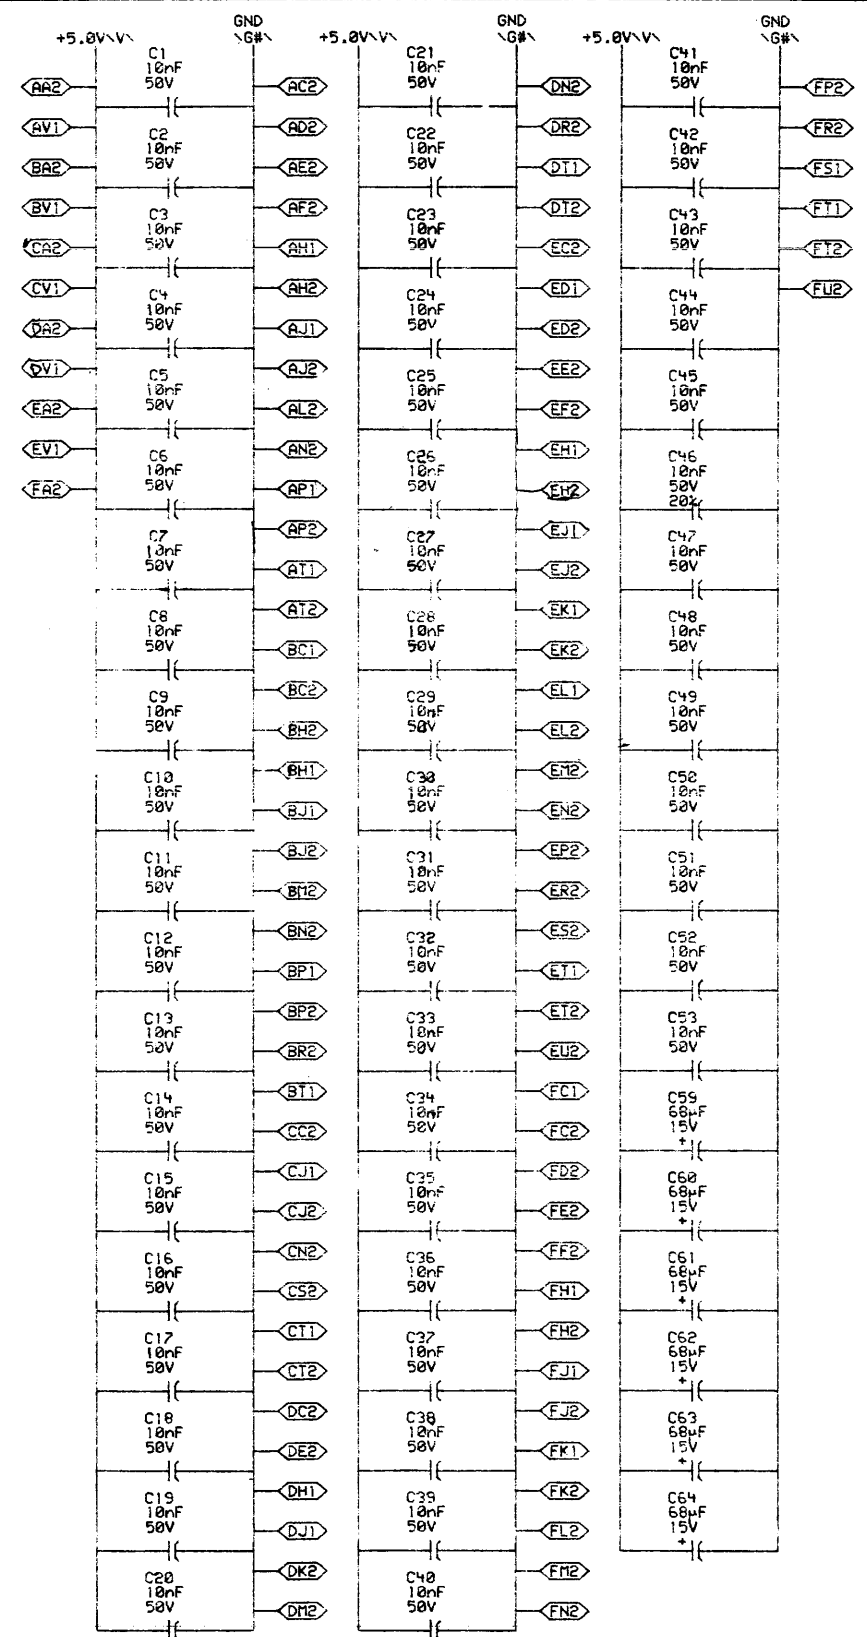 +5.0V\V\
GND
\G#\
C1
10nF
50V
C2
10nF
50V
C3
10nF
50V
C4
10nF
50V
C5
10nF
50V
C6
10nF
50V
C7
10nF
50V
C8
10nF
50V
C9
10nF
50V
C10
10nF
50V
C11
10nF
50V
C12
10nF
50V
C13
10nF
50V
C14
10nF
50V
C15
10nF
50V
C16
10nF
50V
C17
10nF
50V
C18
10nF
50V
C19
10nF
50V
C20
10nF
50V
AA2
AV1
BA2
BV1
CA2
CV1
DA2
DV1
EA2
EV1
FA2
AC2
AD2
AE2
AF2
AH1
AH2
AJ1
AJ2
AL2
AN2
AP1
AP2
AT1
AT2
BC1
BC2
BH2
BH1
BJ1
BJ2
BM2
BN2
BP1
BP2
BR2
BT1
CC2
CJ1
CJ2
CN2
CS2
CT1
CT2
DC2
DE2
DH1
DJ1
DK2
DM2
+5.0V\V\
GND
\G#\
C21
10nF
50V
C22
10nF
50V
C23
10nF
50V
C24
10nF
50V
C25
10nF
50V
C26
10nF
50V
C27
10nF
50V
C28
10nF
50V
C29
10nF
50V
C30
10nF
50V
C31
10nF
50V
C32
10nF
50V
C33
10nF
50V
C34
10nF
50V
C35
10nF
50V
C36
10nF
50V
C37
10nF
50V
C38
10nF
50V
C39
10nF
50V
C40
10nF
50V
DN2
DR2
DT1
DT2
EC2
ED1
ED2
EE2
EF2
EH1
EH2
EJ1
EJ2
EK1
EK2
EL1
EL2
EM2
EN2
EP2
ER2
ES2
ET1
ET2
EU2
FC1
FC2
FD2
FE2
FF2
FH1
FH2
FJ1
FJ2
FK1
FK2
FL2
FM2
FN2
+5.0V\V\
GND
\G#\
C41
10nF
50V
C42
10nF
50V
C43
10nF
50V
C44
10nF
50V
C45
10nF
50V
C46
10nF
50V
20%
C47
10nF
50V
C48
10nF
50V
C49
10nF
50V
C50
10nF
50V
C51
10nF
50V
C52
10nF
50V
C53
10nF
50V
C59
68µF
15V
+
C60
68µF
15V
+
C61
68µF
15V
+
C62
68µF
15V
+
C63
68µF
15V
+
C64
68µF
15V
+
FP2
FR2
FS1
FT1
FT2
FU2